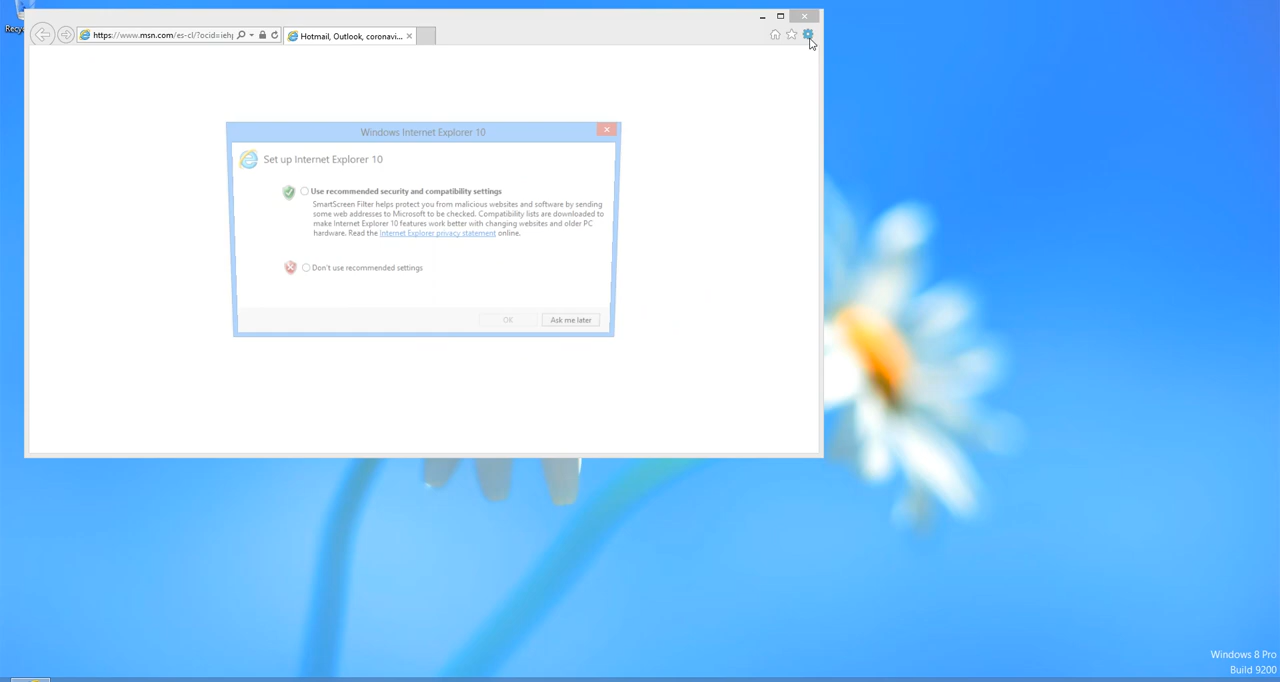 Recyc
https://www.msn.com/es-cl/?ocid=iehp
Hotmail, Outlook, coronavi...
Windows Internet Explorer 10
Set up Internet Explorer 10
Use recommended security and compatibility settings
SmartScreen Filter helps protect you from malicious websites and software by sending
some web addresses to Microsoft to be checked. Compatibility lists are downloaded to
make Internet Explorer 10 features work better with changing websites and older PC
hardware. Read the Internet Explorer privacy statement online.
Don't use recommended settings
OK
Ask me later
Windows 8 Pro
Build 9200